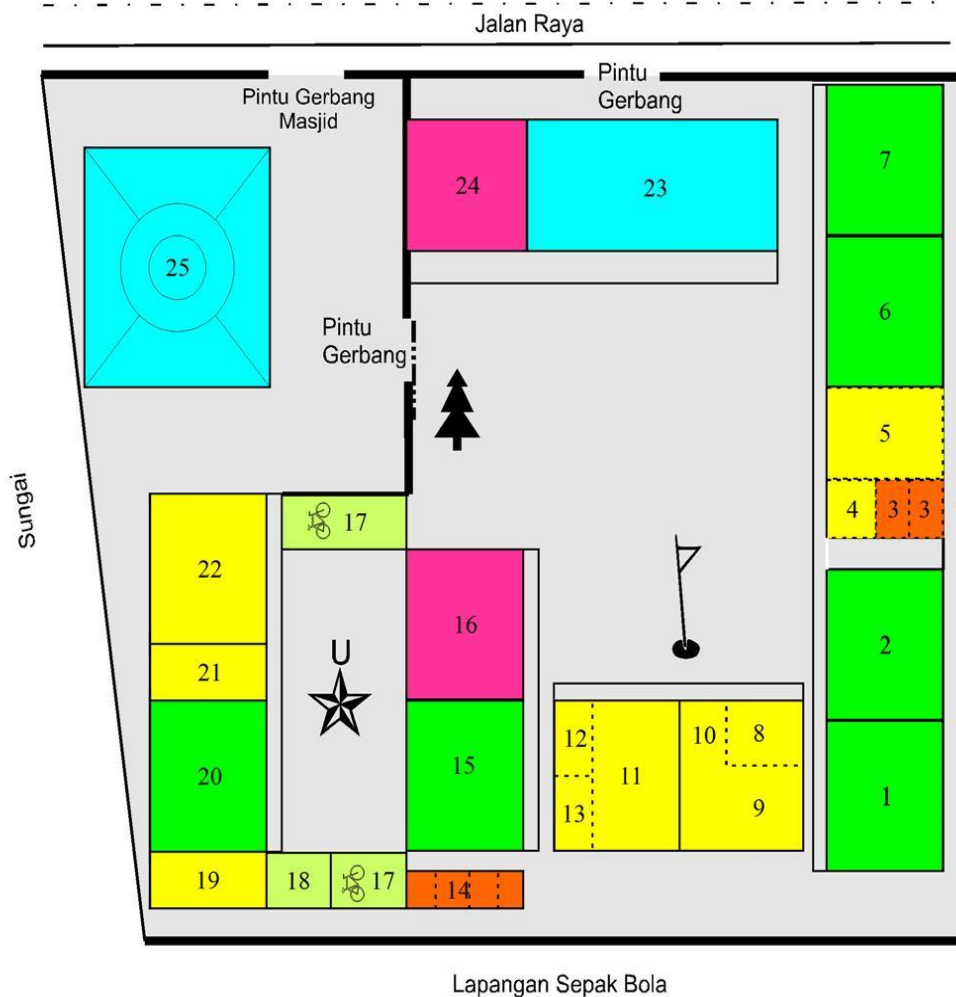 Jalan Raya
Pintu Gerbang
Masjid
Pintu
Gerbang
24
23
7
25
6
Pintu
Gerbang
5
4
3
3
17
22
16
2
21
U
20
15
12
11
10
8
13
9
1
19
18
17
14
Sungai
Lapangan Sepak Bola